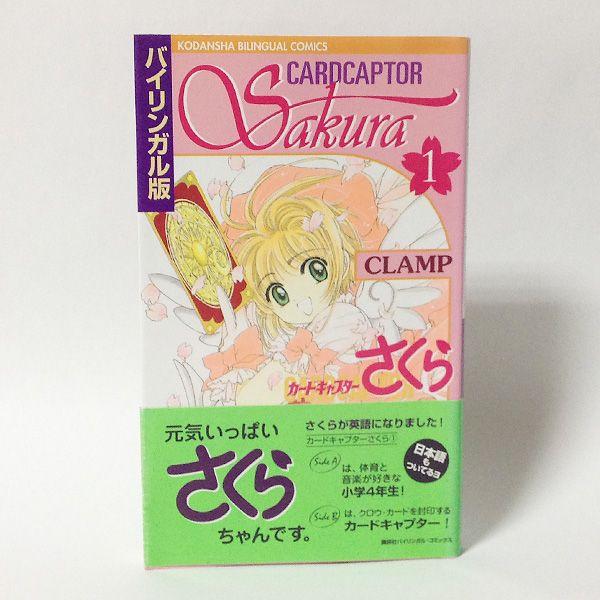 KODANSHA BILINGUAL COMICS
バイリンガル版
CARDCAPTOR
Sakura
1
CLAMP
カードキャプター
さくら
元気いっぱい
さくら
ちゃんです。
さくらが英語になりました!
カードキャプターさくら①
Side A は、体育と
音楽が好きな
小学4年生!
日本語も
ついてるヨ
Side B は、クロウ・カードを封印する
カードキャプター!
講談社バイリンガル・コミックス